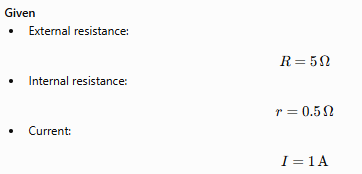 Given
• External resistance:
R = 5 Ω
• Internal resistance:
r = 0.5 Ω
• Current:
I = 1 A